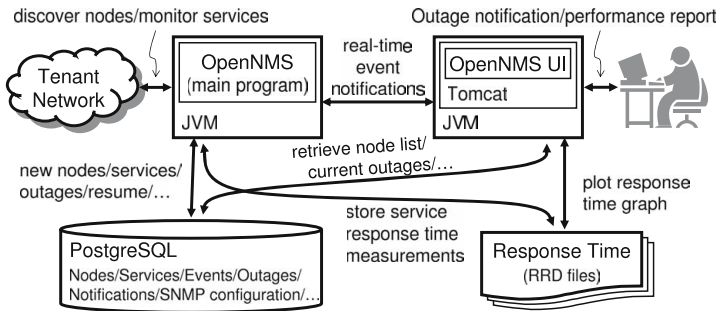 discover nodes/monitor services
Outage notification/performance report
Tenant
Network
OpenNMS
(main program)
JVM
real-time
event
notifications
OpenNMS UI
Tomcat
JVM
new nodes/services/
outages/resume/…
retrieve node list/
current outages/…
store service
response time
measurements
plot response
time graph
PostgreSQL
Nodes/Services/Events/Outages/
Notifications/SNMP configuration/…
Response Time
(RRD files)